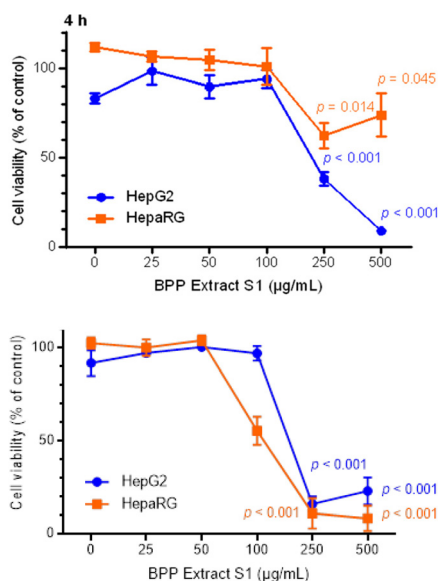 4 h
Cell viability (% of control)
100
50
0
p = 0.045
p = 0.014
p < 0.001
p < 0.001
HepG2
HepaRG
0 25 50 100 250 500
BPP Extract S1 (µg/mL)
Cell viability (% of control)
100
50
0
p < 0.001
HepG2
p < 0.001
HepaRG
p < 0.001
p < 0.001
0 25 50 100 250 500
BPP Extract S1 (µg/mL)